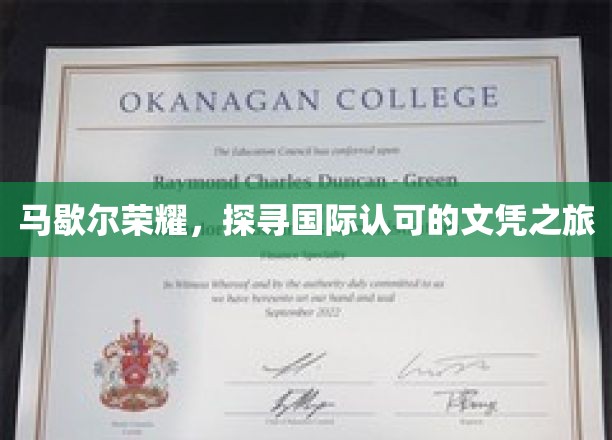 OKANAGAN COLLEGE
The Education Council has conferred upon
Raymond Charles Duncan - Green
马歇尔荣耀，探寻国际认可的文凭之旅
Finance Specialty
In Witness Whereof and by the authority duly committed to us
we have hereunto set our hand and seal
September 2022